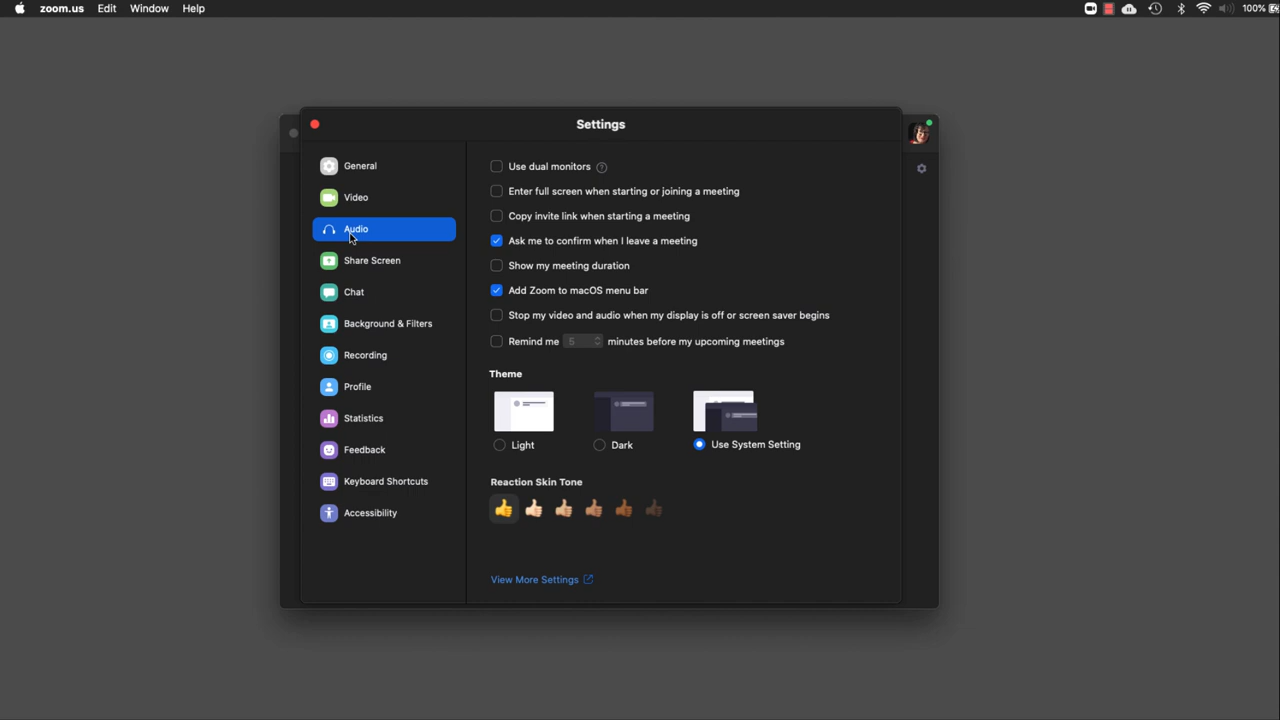 zoom.us Edit Window Help 100%
Settings
General
Video
Audio
Share Screen
Chat
Background & Filters
Recording
Profile
Statistics
Feedback
Keyboard Shortcuts
Accessibility
Use dual monitors ?
Enter full screen when starting or joining a meeting
Copy invite link when starting a meeting
Ask me to confirm when I leave a meeting
Show my meeting duration
Add Zoom to macOS menu bar
Stop my video and audio when my display is off or screen saver begins
Remind me 5 minutes before my upcoming meetings
Theme
Light Dark Use System Setting
Reaction Skin Tone
View More Settings